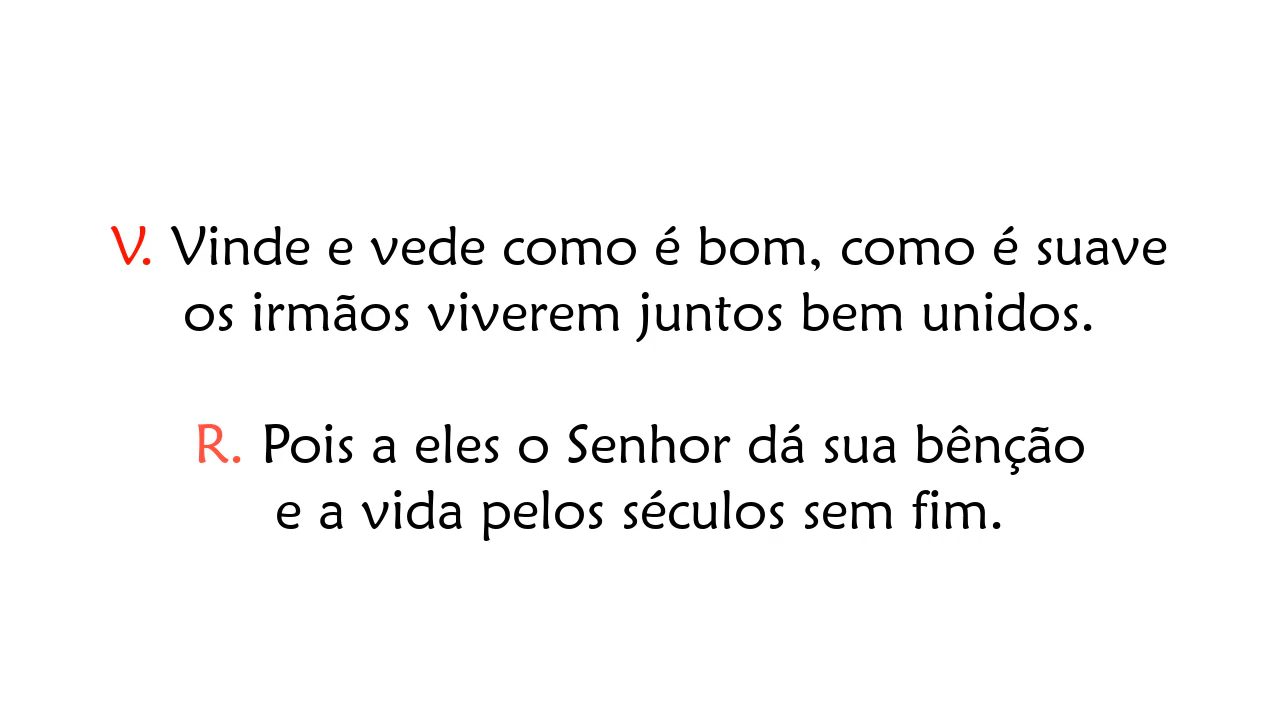 V. Vinde e vede como é bom, como é suave
os irmãos viverem juntos bem unidos.
R. Pois a eles o Senhor dá sua bênção
e a vida pelos séculos sem fim.